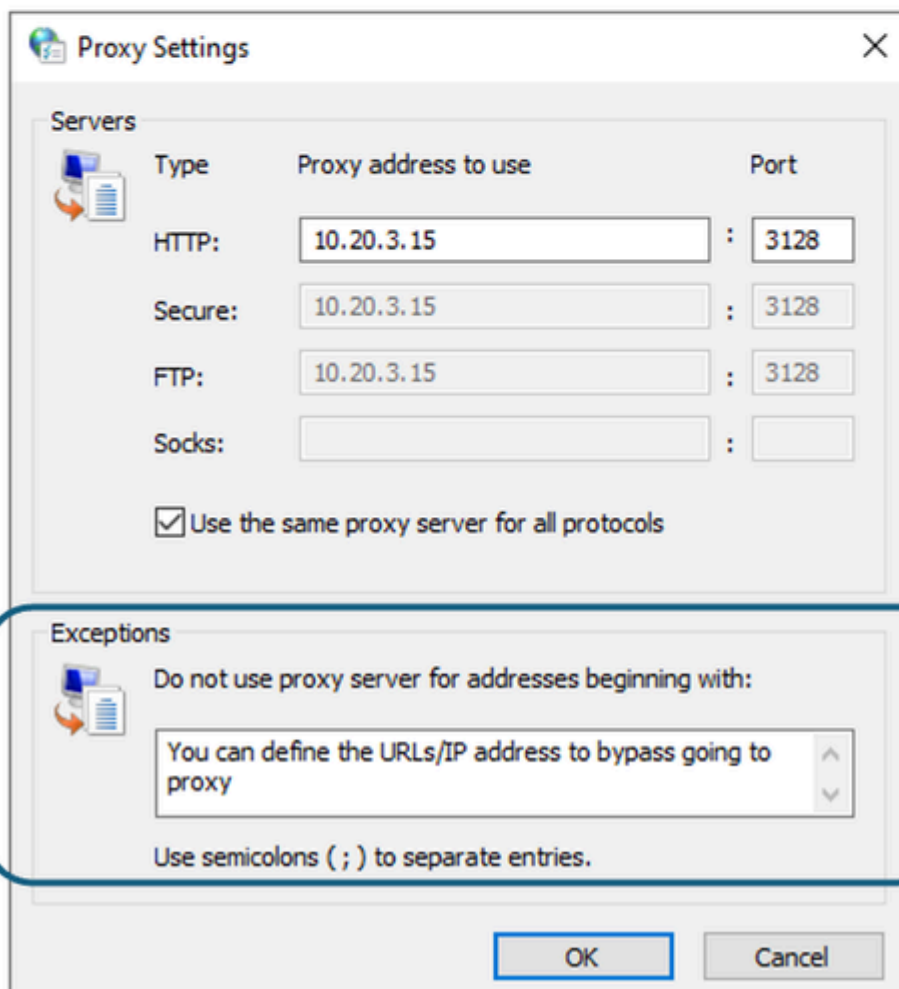 Proxy Settings
Servers
Type Proxy address to use Port
HTTP: 10.20.3.15 : 3128
Secure: 10.20.3.15 : 3128
FTP: 10.20.3.15 : 3128
Socks: :
Use the same proxy server for all protocols
Exceptions
Do not use proxy server for addresses beginning with:
You can define the URLs/IP address to bypass going to
proxy
Use semicolons ( ; ) to separate entries.
OK Cancel